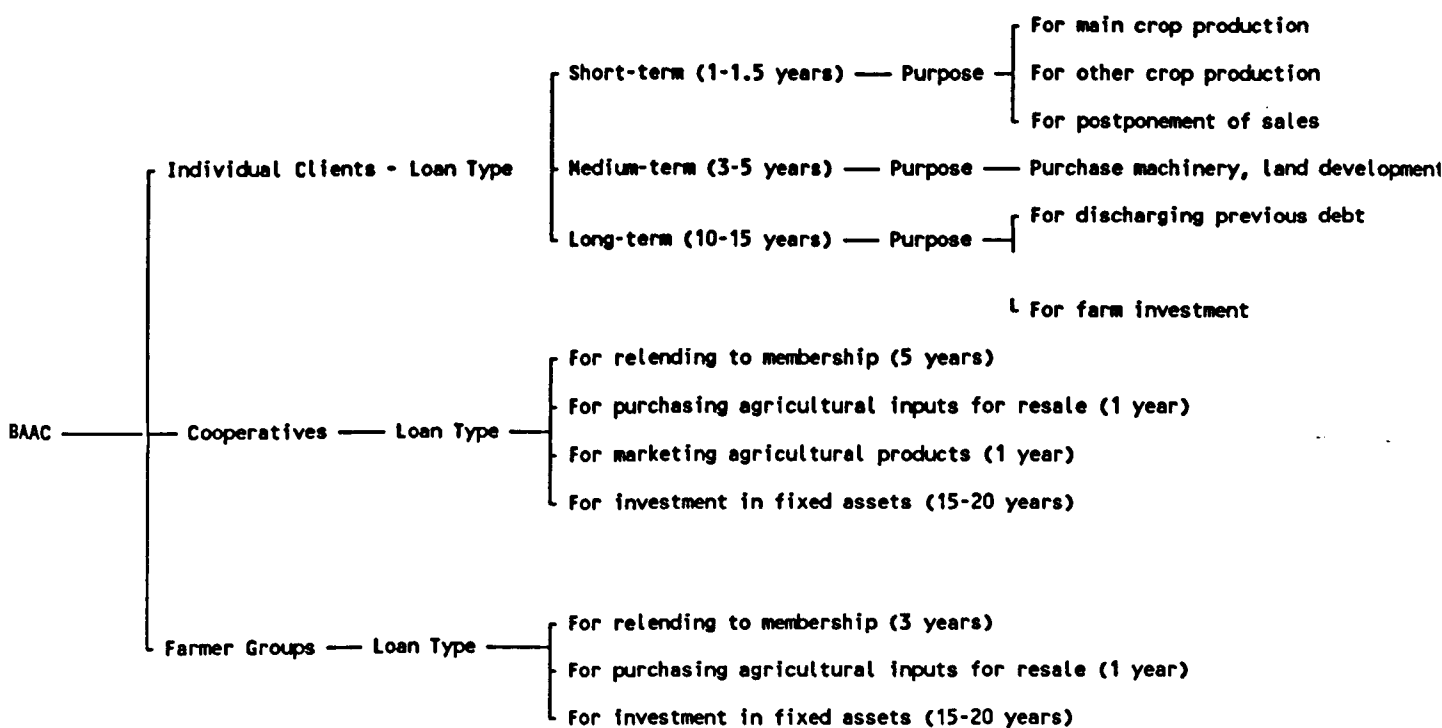 For main crop production
Short-term (1-1.5 years) — Purpose — For other crop production
For postponement of sales
Individual Clients - Loan Type
Medium-term (3-5 years) — Purpose — Purchase machinery, land development
For discharging previous debt
Long-term (10-15 years) — Purpose
For farm investment
For relending to membership (5 years)
For purchasing agricultural inputs for resale (1 year)
BAAC — Cooperatives — Loan Type
For marketing agricultural products (1 year)
For investment in fixed assets (15-20 years)
For relending to membership (3 years)
Farmer Groups — Loan Type
For purchasing agricultural inputs for resale (1 year)
For investment in fixed assets (15-20 years)